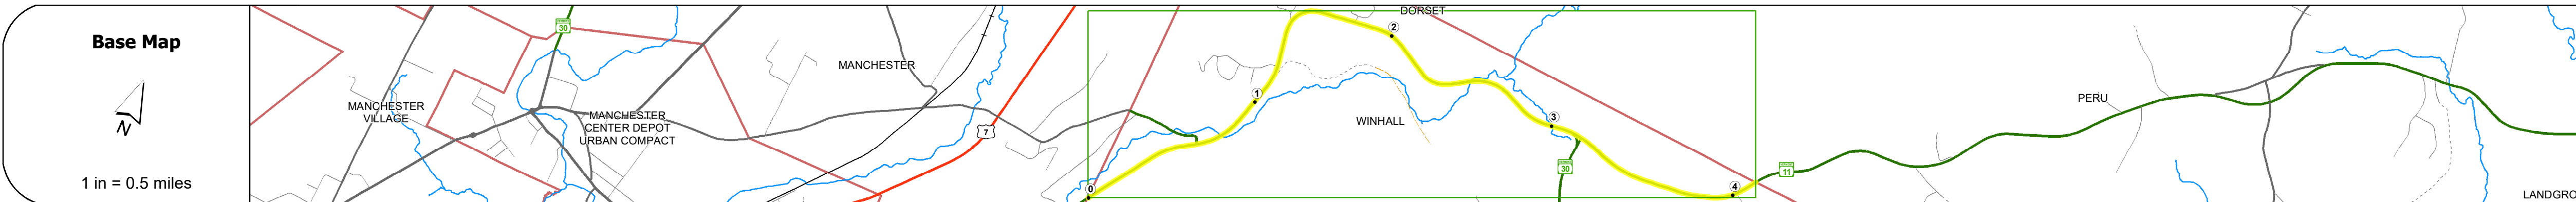 Base Map
N
1 in = 0.5 miles
30
MANCHESTER
VILLAGE
MANCHESTER
CENTER DEPOT
URBAN COMPACT
MANCHESTER
7
0
1
DORSET
2
WINHALL
3
30
4
11
PERU
LANDGRO